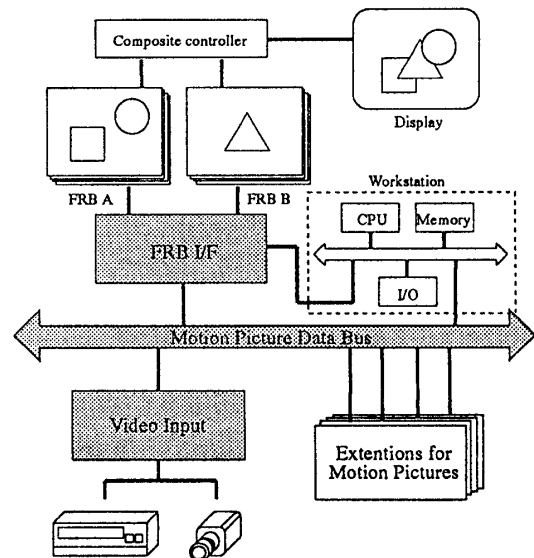 Composite controller
Display
FRB A
FRB B
Workstation
CPU
Memory
FRB I/F
I/O
Motion Picture Data Bus
Video Input
Extentions for
Motion Pictures